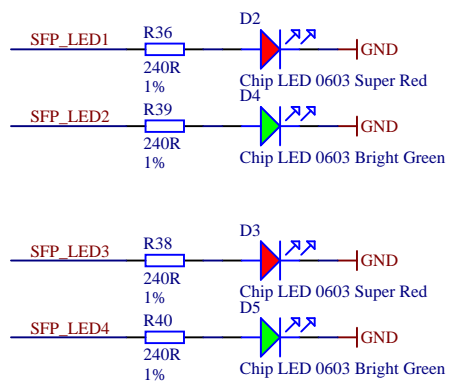 R36 D2
SFP_LED1 GND
240R Chip LED 0603 Super Red
1%
R39 D4
SFP_LED2 GND
240R Chip LED 0603 Bright Green
1%
R38 D3
SFP_LED3 GND
240R Chip LED 0603 Super Red
1%
R40 D5
SFP_LED4 GND
240R Chip LED 0603 Bright Green
1%